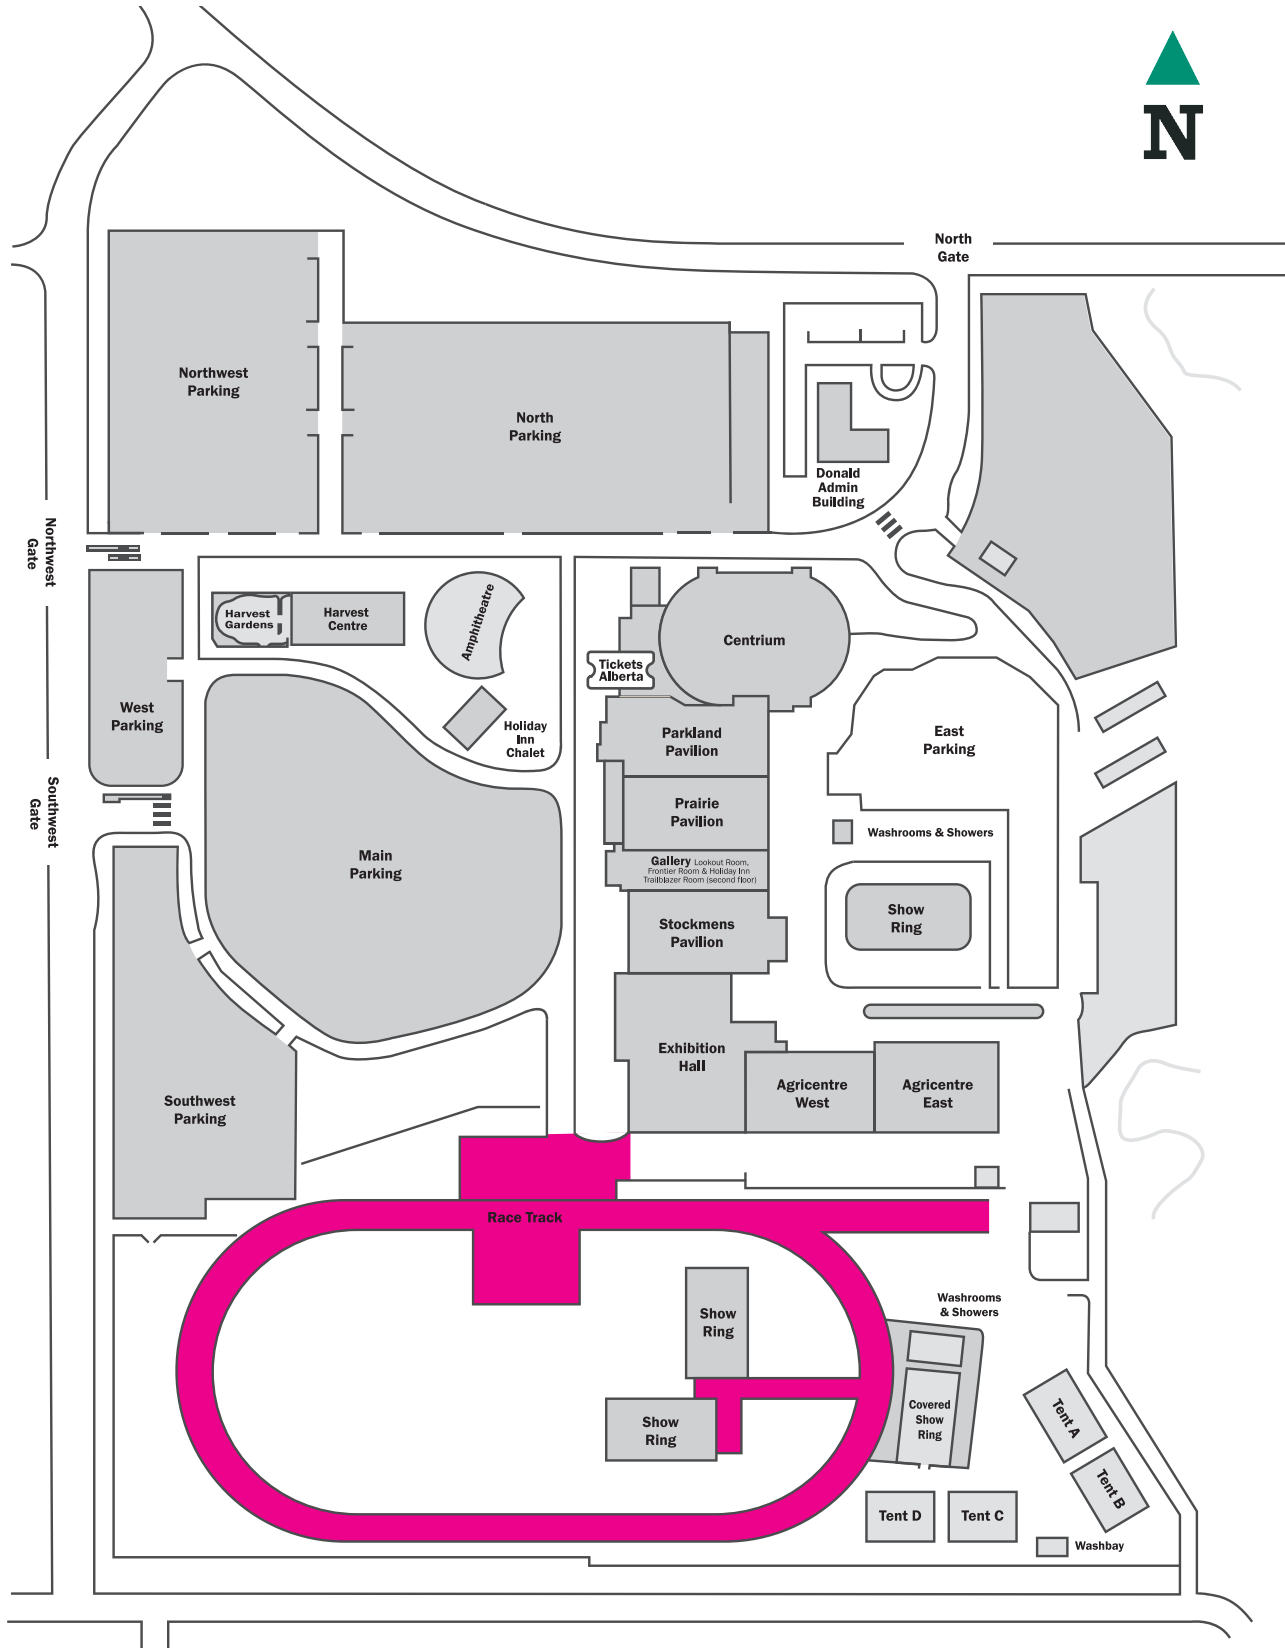 N
North
Gate
Northwest
Parking
North
Parking
Donald
Admin
Building
Northwest
Gate
Harvest
Gardens
Harvest
Centre
Amphitheatre
Centrium
Tickets
Alberta
West
Parking
Holiday
Inn
Chalet
Parkland
Pavilion
East
Parking
Southwest
Gate
Prairie
Pavilion
Washrooms & Showers
Main
Parking
Gallery Lookout Room,
Frontier Room & Holiday Inn
Trailblazer Room (second floor)
Show
Ring
Stockmens
Pavilion
Exhibition
Hall
Agricentre
West
Agricentre
East
Southwest
Parking
Race Track
Washrooms
& Showers
Show
Ring
Show
Ring
Covered
Show
Ring
Tent A
Tent B
Tent D
Tent C
Washbay